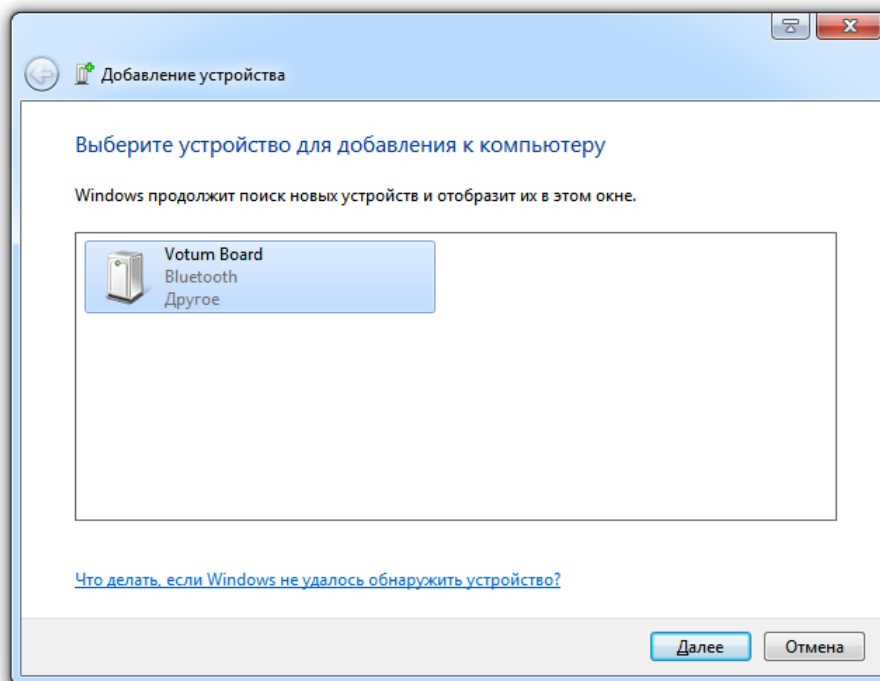 Добавление устройства
Выберите устройство для добавления к компьютеру
Windows продолжит поиск новых устройств и отобразит их в этом окне.
Votum Board
Bluetooth
Другое
Что делать, если Windows не удалось обнаружить устройство?
Далее
Отмена